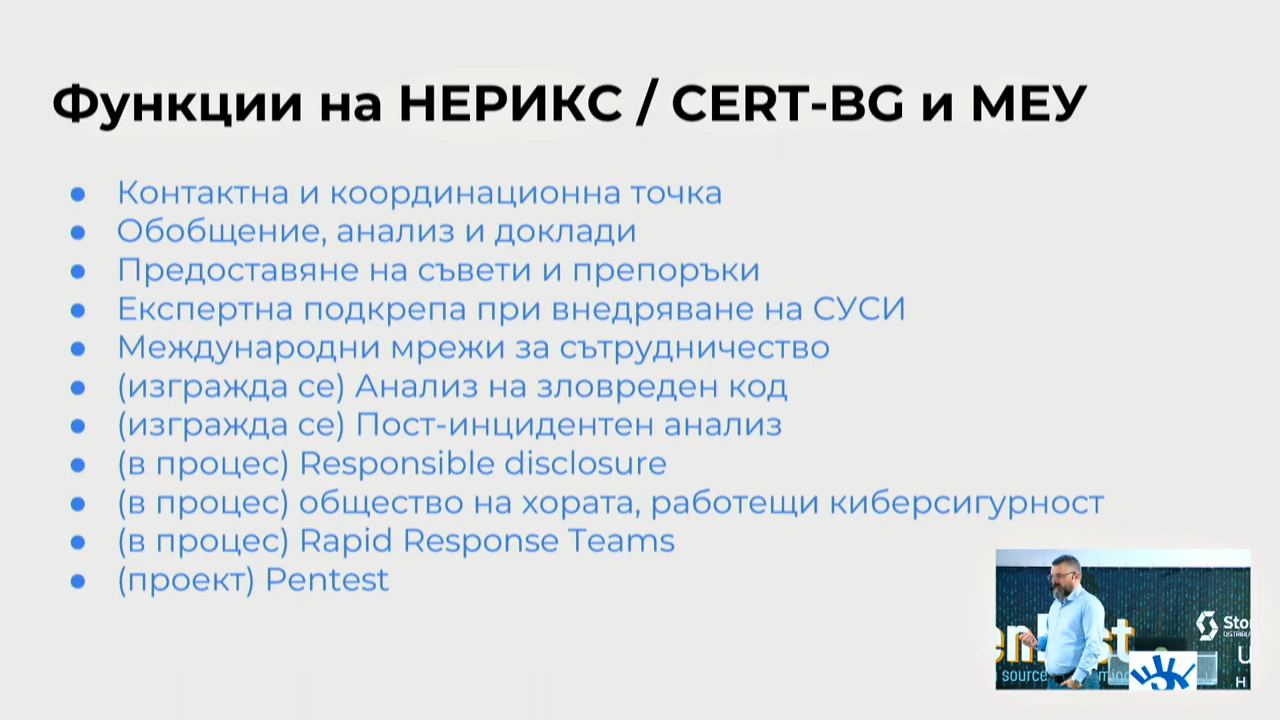 Функции на НЕРИКС / CERT-BG и МЕУ
● Контактна и координационна точка
● Обобщение, анализ и доклади
● Предоставяне на съвети и препоръки
● Експертна подкрепа при внедряване на СУСИ
● Международни мрежи за сътрудничество
● (изгражда се) Анализ на зловреден код
● (изгражда се) Пост-инцидентен анализ
● (в процес) Responsible disclosure
● (в процес) общество на хората, работещи киберсигурност
● (в процес) Rapid Response Teams
● (проект) Pentest
source